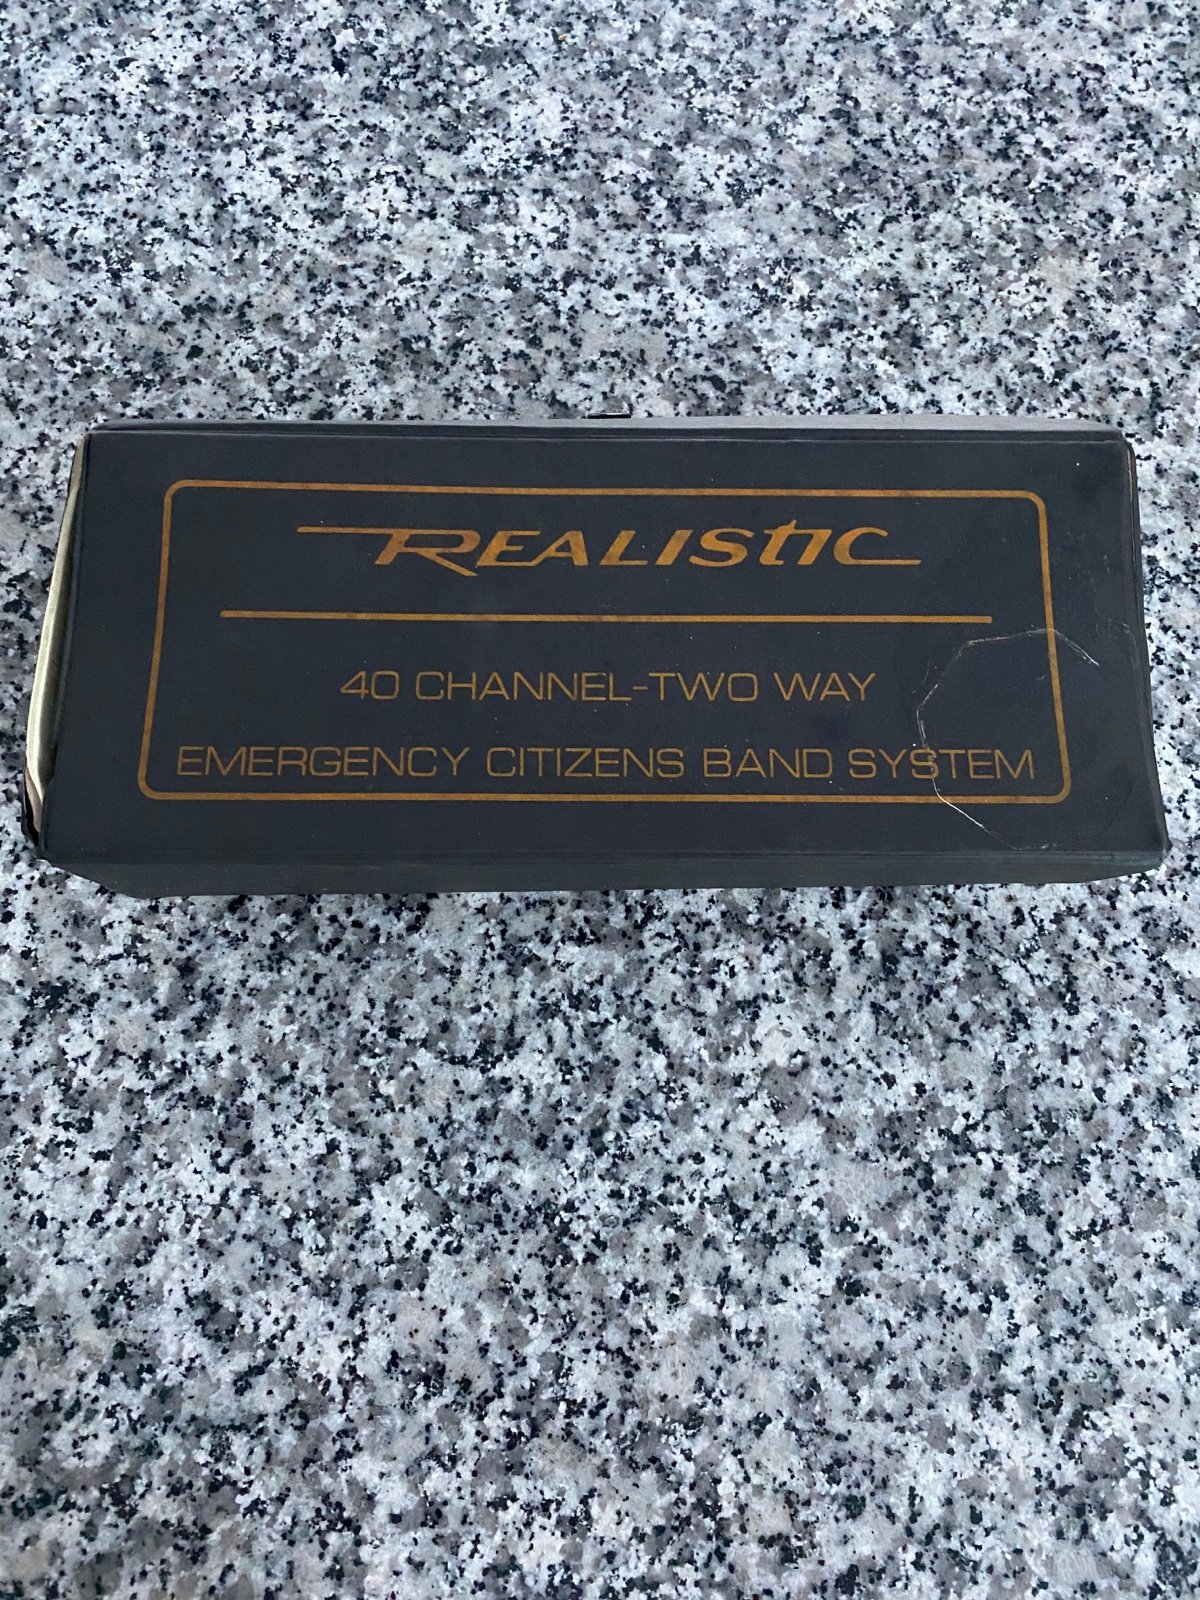 REALISTIC
40 CHANNEL-TWO WAY
EMERGENCY CITIZENS BAND SYSTEM